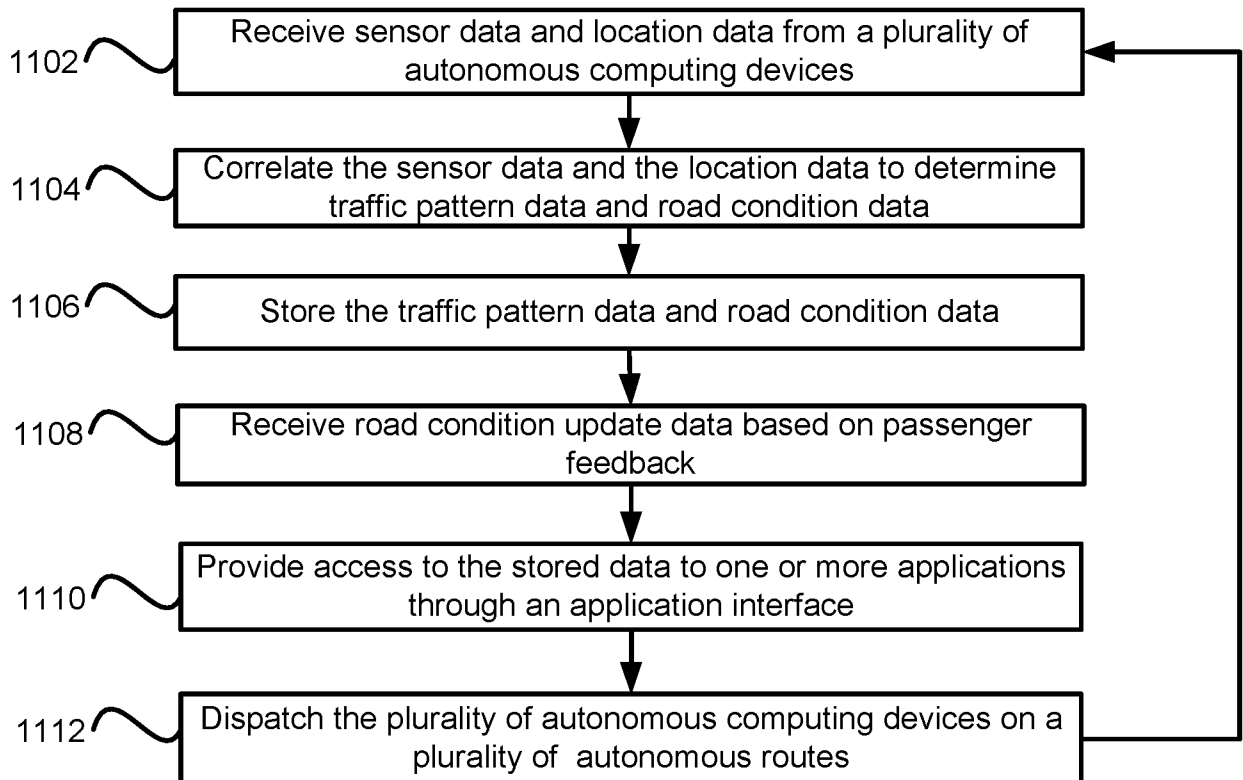 1102
Receive sensor data and location data from a plurality of
autonomous computing devices
1104
Correlate the sensor data and the location data to determine
traffic pattern data and road condition data
1106
Store the traffic pattern data and road condition data
1108
Receive road condition update data based on passenger
feedback
1110
Provide access to the stored data to one or more applications
through an application interface
1112
Dispatch the plurality of autonomous computing devices on a
plurality of autonomous routes